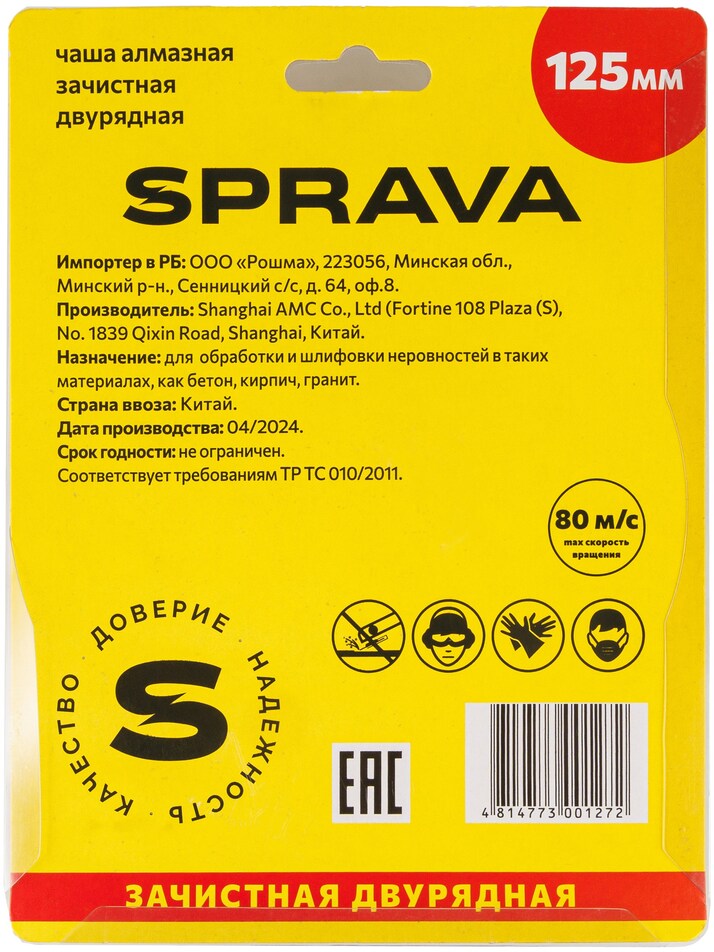 чаша алмазная
зачистная
двурядная
125мм
SPRAVA
Импортер в РБ: ООО «Рошма», 223056, Минская обл.,
Минский р-н., Сенницкий с/с, д. 64, оф.8.
Производитель: Shanghai AMC Co., Ltd (Fortine 108 Plaza (S),
No. 1839 Qixin Road, Shanghai, Китай.
Назначение: для обработки и шлифовки неровностей в таких
материалах, как бетон, кирпич, гранит.
Страна ввоза: Китай.
Дата производства: 04/2024.
Срок годности: не ограничен.
Соответствует требованиям ТР ТС 010/2011.
80 м/с
max скорость
вращения
КАЧЕСТВО · ДОВЕРИЕ · НАДЕЖНОСТЬ
S
EAC
4 814773 001272
ЗАЧИСТНАЯ ДВУРЯДНАЯ